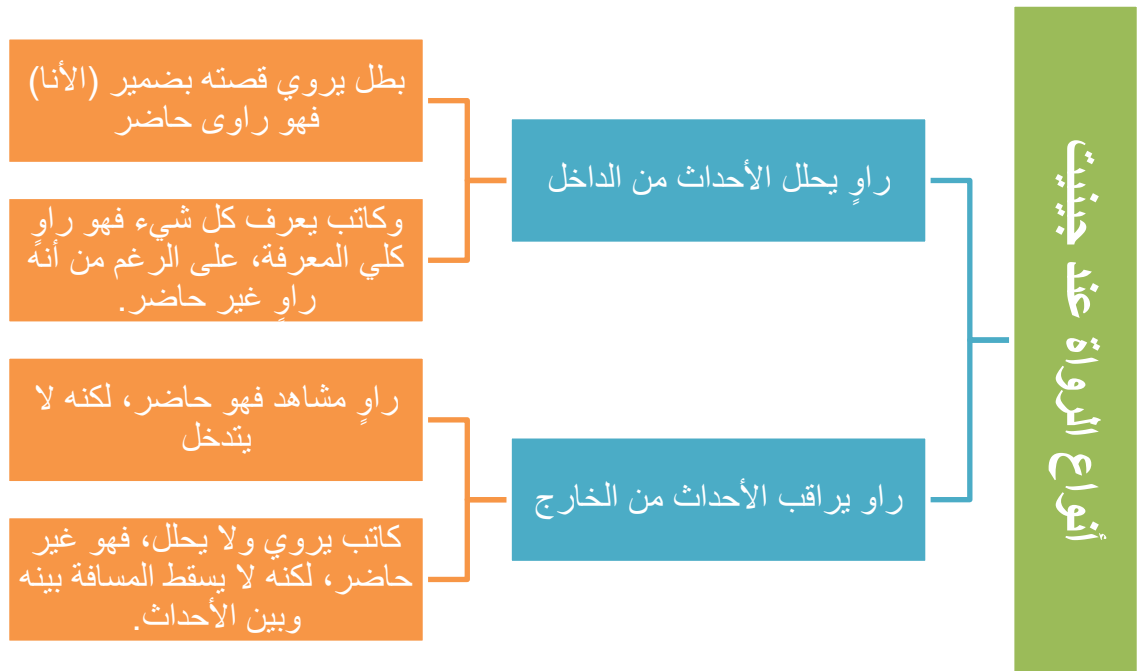 أنواع الرواة عند جينيت
راوٍ يحلل الأحداث من الداخل
بطل يروي قصته بضمير (الأنا)
فهو راوى حاضر
وكاتب يعرف كل شيء فهو راوٍ
كلي المعرفة، على الرغم من أنه
راوٍ غير حاضر.
راو يراقب الأحداث من الخارج
راوٍ مشاهد فهو حاضر، لكنه لا
يتدخل
كاتب يروي ولا يحلل، فهو غير
حاضر، لكنه لا يسقط المسافة بينه
وبين الأحداث.